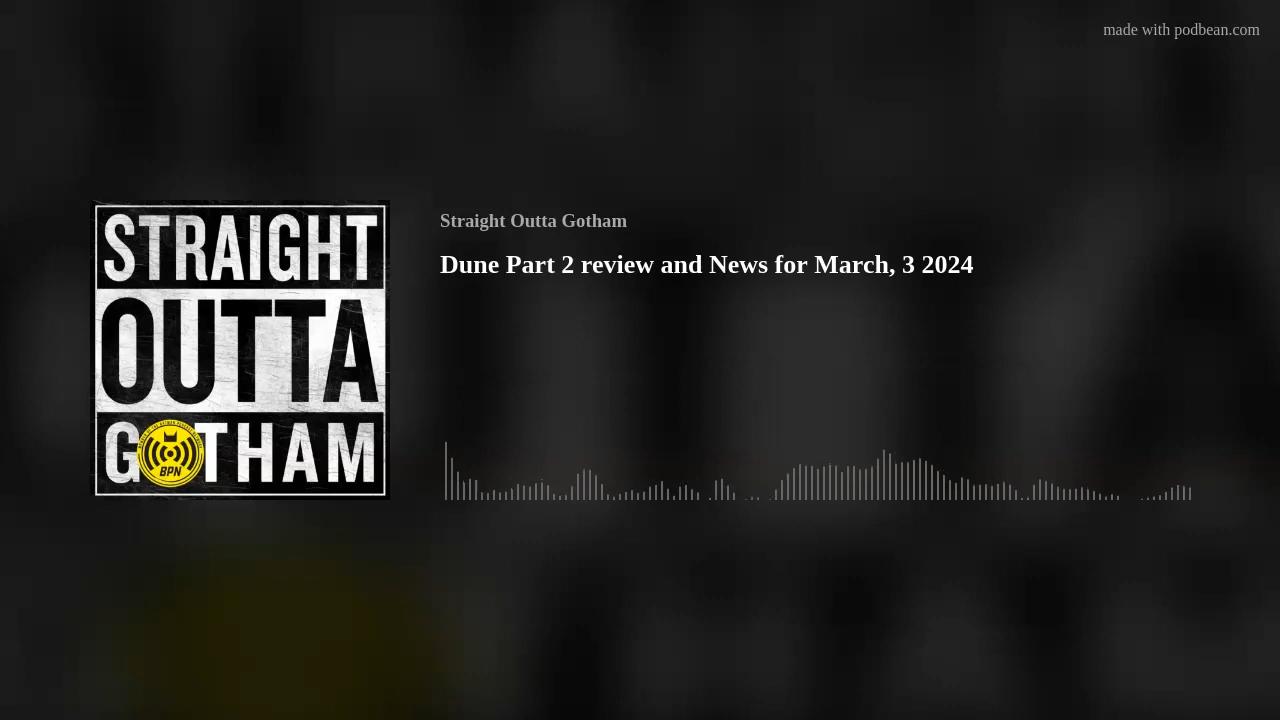 made with podbean.com
STRAIGHT
OUTTA
GOTHAM
BPN
Straight Outta Gotham
Dune Part 2 review and News for March, 3 2024